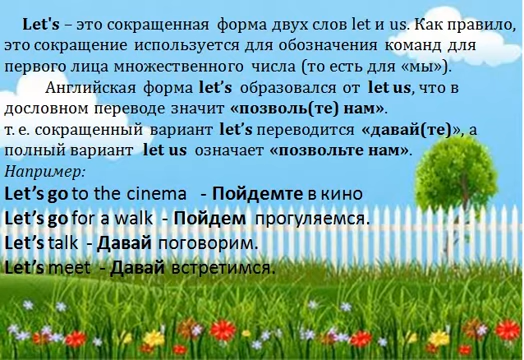 Let's – это сокращенная форма двух слов let и us. Как правило,
это сокращение используется для обозначения команд для
первого лица множественного числа (то есть для «мы»).
Английская форма let's образовался от let us, что в
дословном переводе значит «позволь(те) нам».
т. е. сокращенный вариант let's переводится «давай(те)», а
полный вариант let us означает «позвольте нам».
Например:
Let's go to the cinema - Пойдемте в кино
Let's go for a walk - Пойдем прогуляемся.
Let's talk - Давай поговорим.
Let's meet - Давай встретимся.